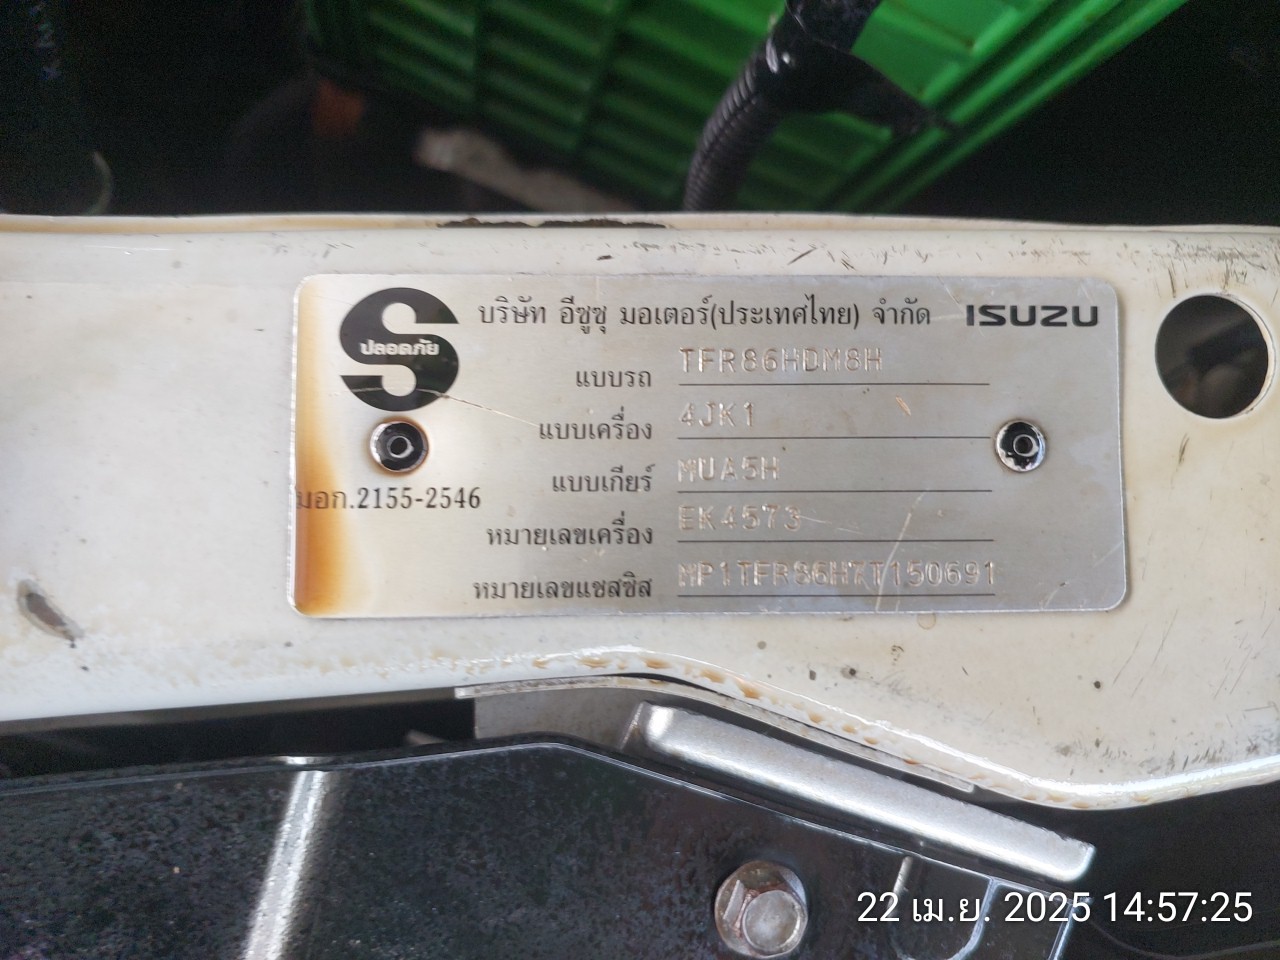 บริษัท อีซูซุ มอเตอร์(ประเทศไทย) จำกัด ISUZU
ปลอดภัย
แบบรถ TFR86HDM8H
แบบเครื่อง 4JK1
แบบเกียร์ MUA5H
มอก.2155-2546
หมายเลขเครื่อง EK4573
หมายเลขแชสซิส MP1TFR86H7T150691
22 เม.ย. 2025 14:57:25